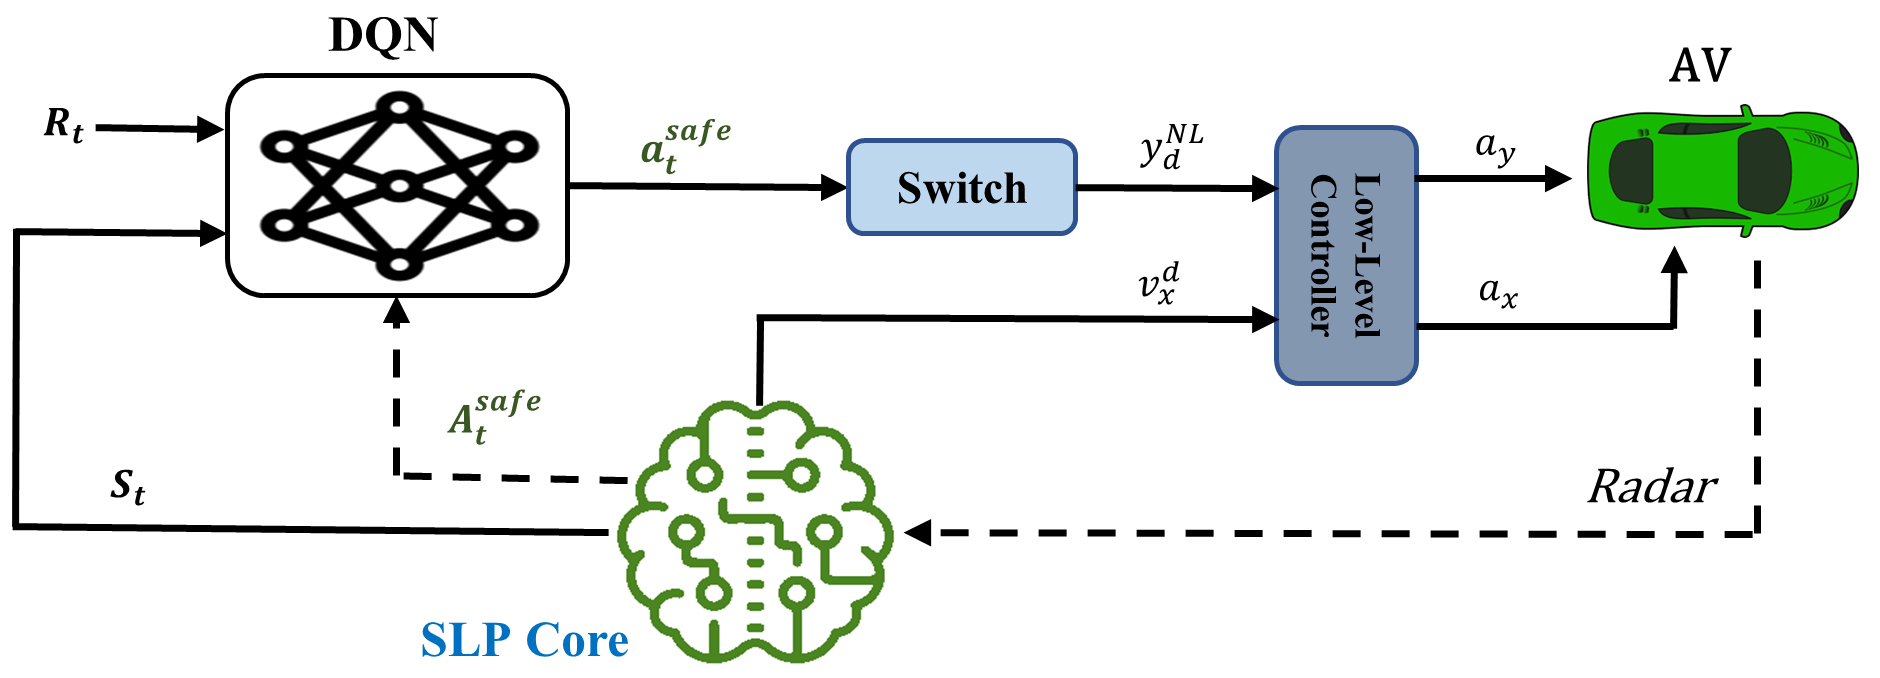 DQN
AV
R_t
a_t^{safe}
Switch
y_d^{NL}
Low-Level
Controller
a_y
v_x^d
a_x
A_t^{safe}
S_t
Radar
SLP Core